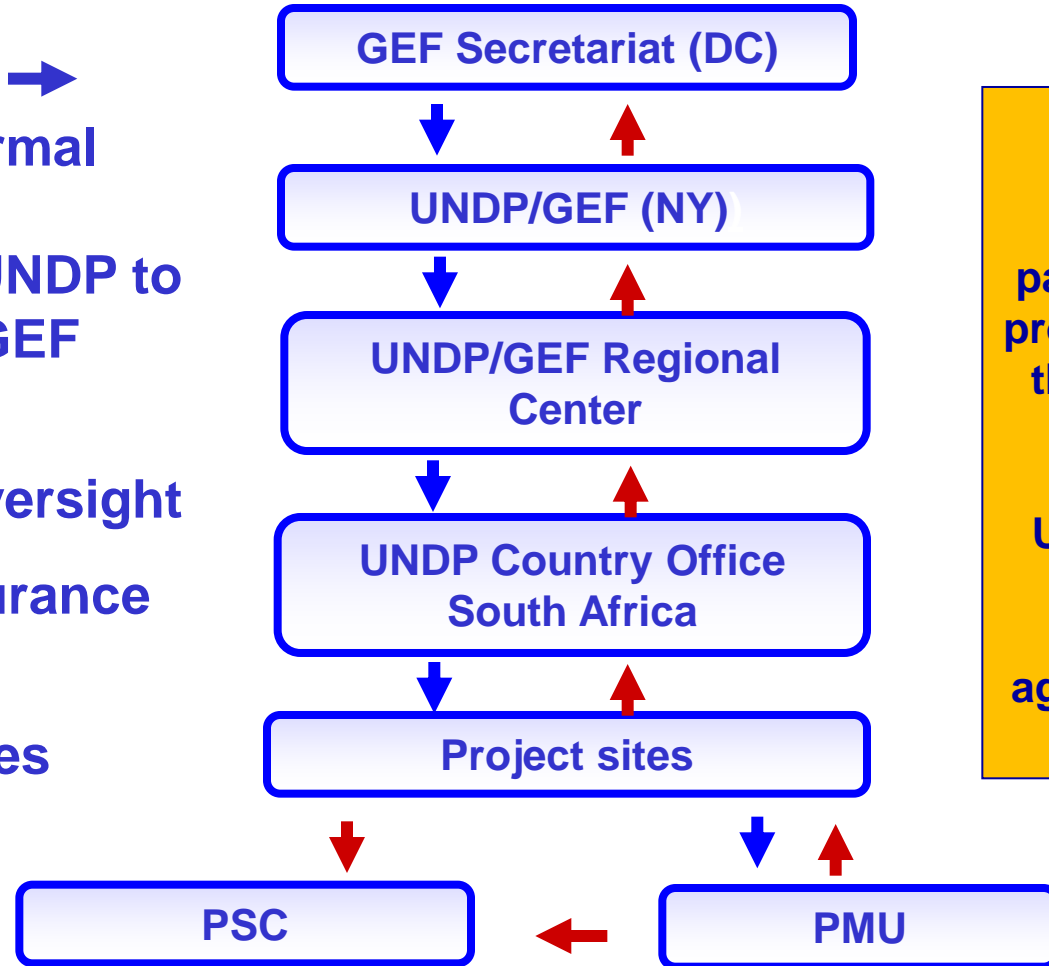 GEF Secretariat (DC)
rmal
UNDP/GEF (NY))
UNDP to
GEF
UNDP/GEF Regional
Center
versight
urance
UNDP Country Office
South Africa
es
Project sites
PSC
PMU
pa
pro
th
U
ag